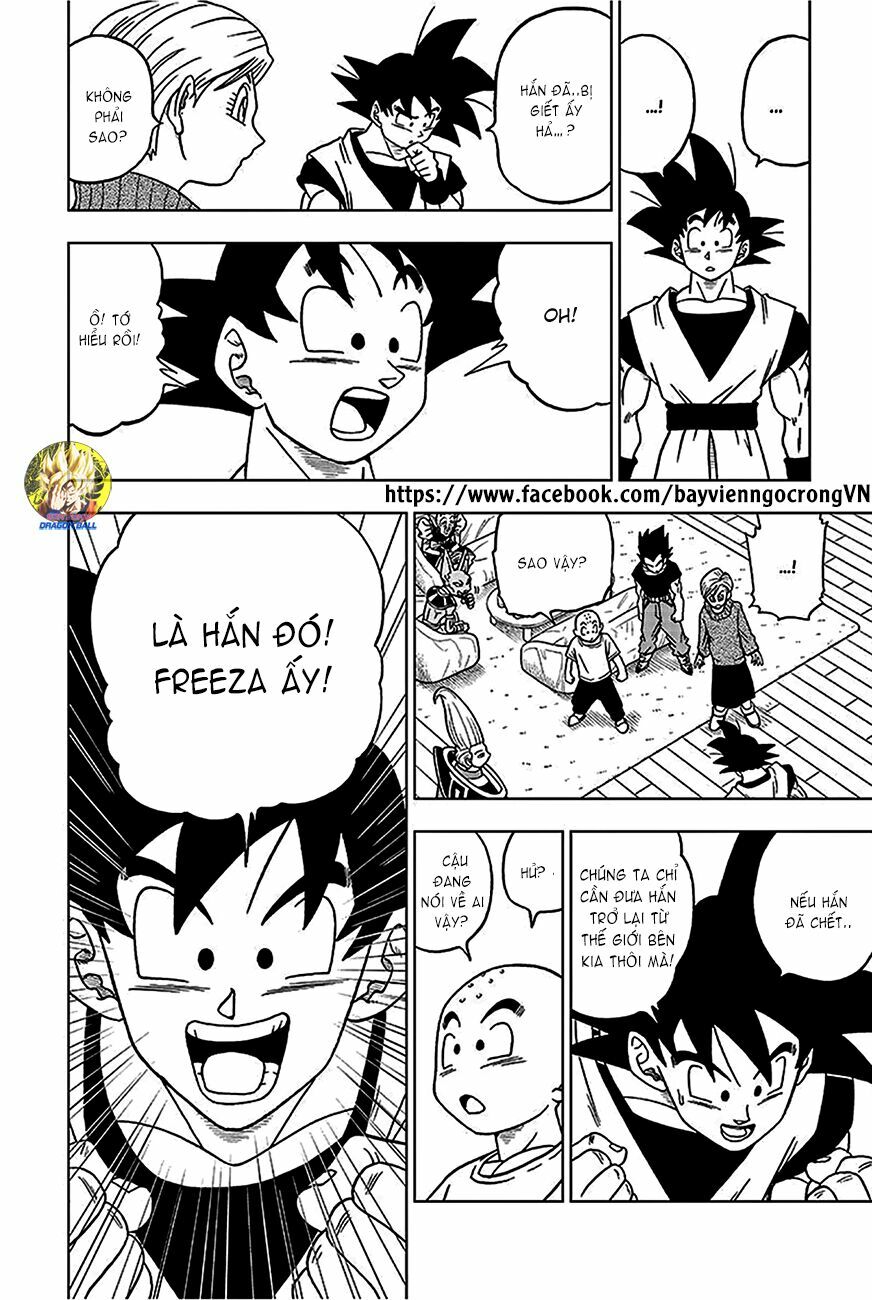 ...
...!
HẮN ĐÃ..BỊ
GIẾT ẤY
HẢ...?
KHÔNG
PHẢI
SAO?
OH!
Ồ! TỚ
HIỂU RỒI!
https://www.facebook.com/bayvienngocrongVN
DRAGON BALL
...!
SAO VẬY?
NẾU HẮN
ĐÃ CHẾT..
CHÚNG TA CHỈ
CẦN ĐƯA HẮN
TRỞ LẠI TỪ
THẾ GIỚI BÊN
KIA THÔI MÀ!
HỬ?
CẬU
ĐANG
NÓI VỀ AI
VẬY?
LÀ HẮN ĐÓ!
FREEZA ẤY!